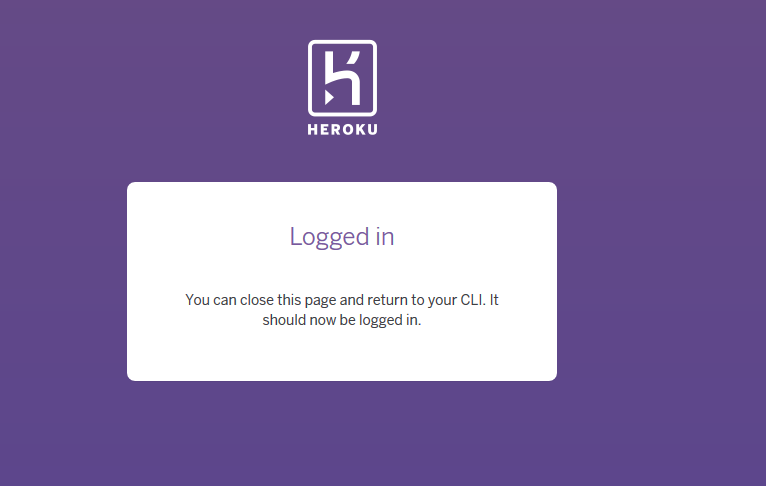 HEROKU
Logged in
You can close this page and return to your CLI. It
should now be logged in.